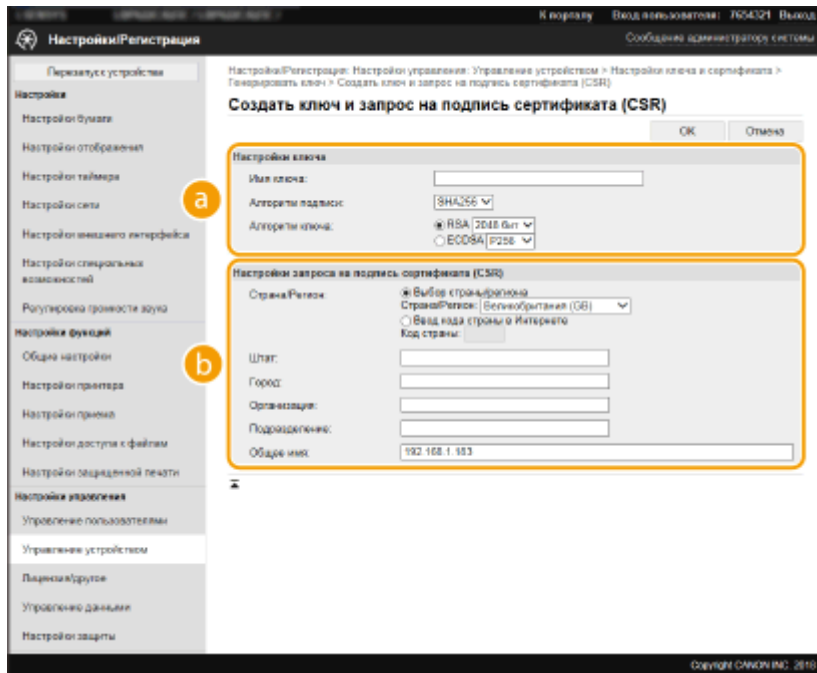 К порталу Вход пользователя: 7654321 Выход
Настройки/Регистрация
Сообщение администратору системы
Перезапуск устройства
Настройка/Регистрация: Настройки управления: Управление устройством > Настройки ключа и сертификата >
Генерировать ключ > Создать ключ и запрос на подпись сертификата (CSR)
Создать ключ и запрос на подпись сертификата (CSR)
OK Отмена
Настройки ключа
Имя ключа:
Алгоритм подписи: SHA256
Алгоритм ключа: RSA 2048 бит
ECDSA P256
a
Настройки запроса на подпись сертификата (CSR)
Страна/Регион: Выбор страны/региона
Страна/Регион: Великобритания (GB)
Ввод кода страны в Интернете
Код страны:
b
Штат:
Город:
Организация:
Подразделение:
Общее имя: 192.168.1.183
Настройки
Настройки бумаги
Настройки отображения
Настройки таймера
Настройки сети
Настройки внешнего интерфейса
Настройки специальных
возможностей
Регулировка громкости звука
Настройки функций
Общие настройки
Настройки принтера
Настройки приема
Настройки доступа к файлам
Настройки защищенной печати
Настройки управления
Управление пользователями
Управление устройством
Лицензия/другое
Управление данными
Настройки защиты
Copyright CANON INC. 2018